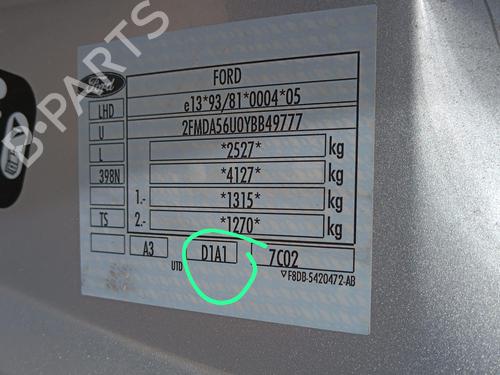 B-PARTS
Ford
FORD
LHD
e13*93/81*0004*05
U
2FMDA56U0YBB49777
L
*2527* kg
398N
*4127* kg
1.- *1315* kg
TS
2.- *1270* kg
A3
D1A1
7C02
UTD
F8DB-5420472-AB